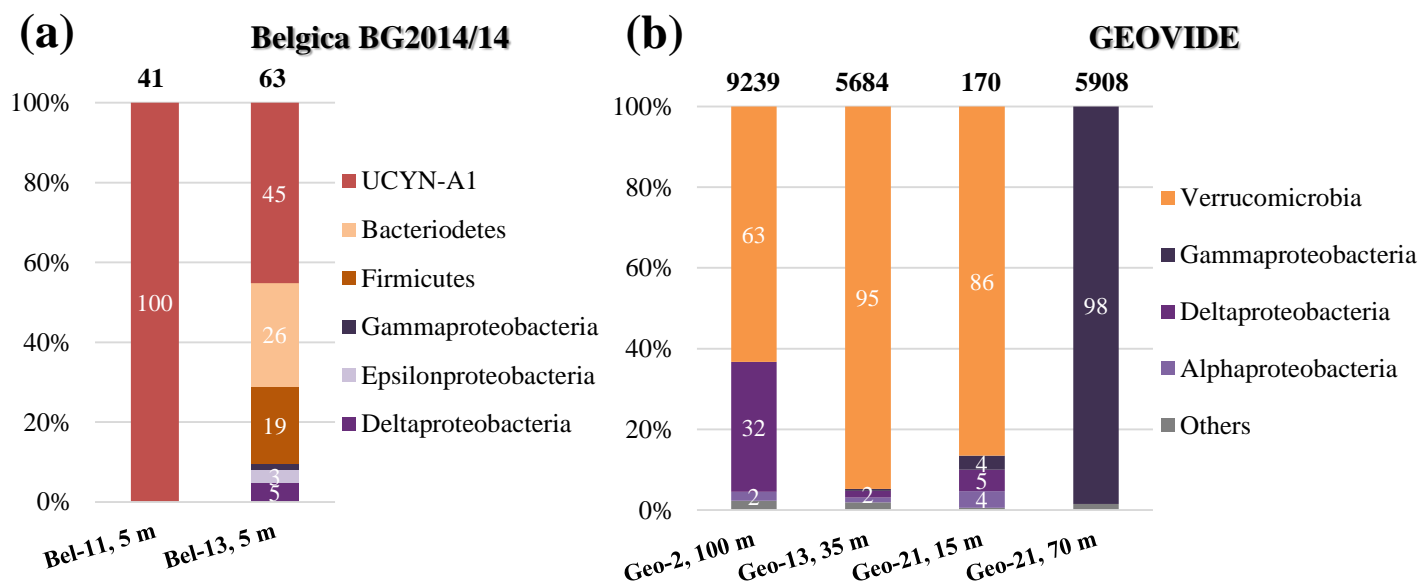 (a)
Belgica BG2014/14
41
63
100%
80%
60%
40%
20%
0%
100
45
26
19
3
5
UCYN-A1
Bacteriodetes
Firmicutes
Gammaproteobacteria
Epsilonproteobacteria
Deltaproteobacteria
Bel-11, 5 m
Bel-13, 5 m
(b)
GEOVIDE
9239
5684
170
5908
100%
80%
60%
40%
20%
0%
63
32
2
95
2
86
4
5
4
98
Verrucomicrobia
Gammaproteobacteria
Deltaproteobacteria
Alphaproteobacteria
Others
Geo-2, 100 m
Geo-13, 35 m
Geo-21, 15 m
Geo-21, 70 m